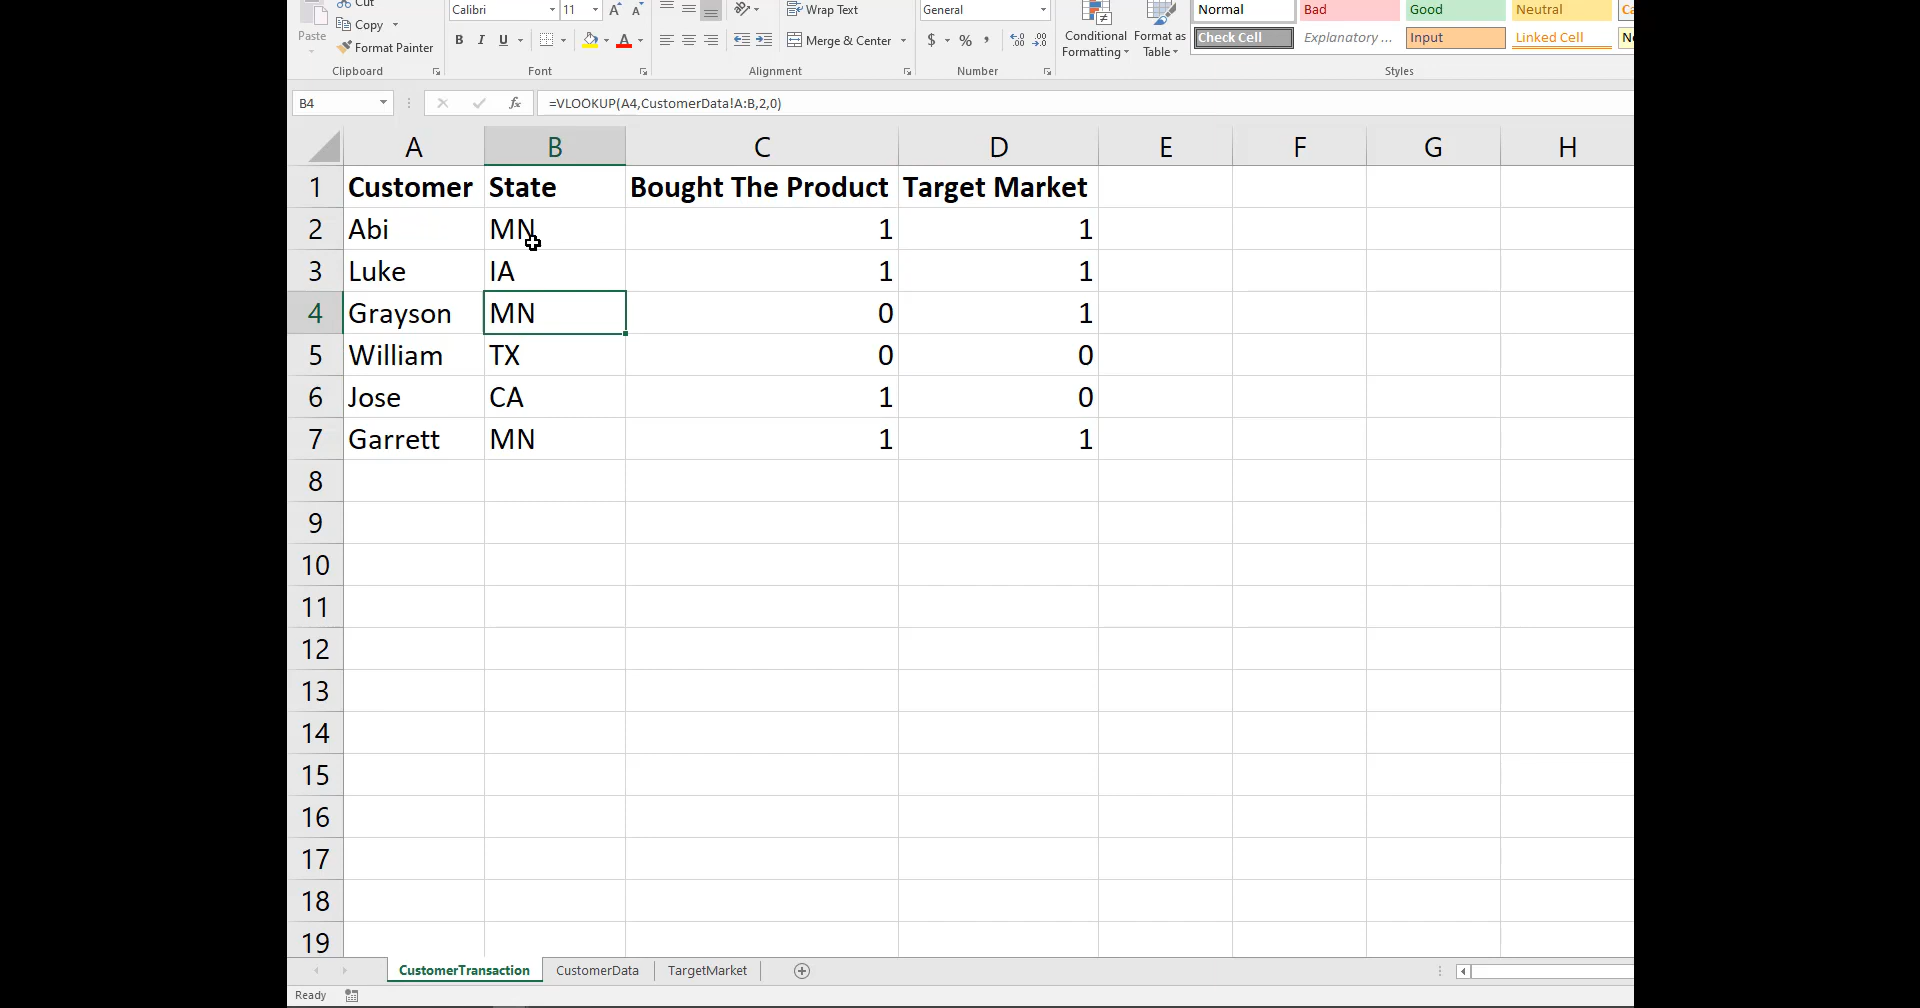 Cut
Calibri 11 A A Wrap Text General Normal Bad Good Neutral
Paste Copy
Format Painter B I U A Merge & Center $ % , Conditional Formatting Format as Table Check Cell Explanatory ... Input Linked Cell
Clipboard Font Alignment Number Styles
B4 fx =VLOOKUP(A4,CustomerData!A:B,2,0)
A B C D E F G H
1 Customer State Bought The Product Target Market
2 Abi MN 1 1
3 Luke IA 1 1
4 Grayson MN 0 1
5 William TX 0 0
6 Jose CA 1 0
7 Garrett MN 1 1
8
9
10
11
12
13
14
15
16
17
18
19
CustomerTransaction CustomerData TargetMarket
Ready